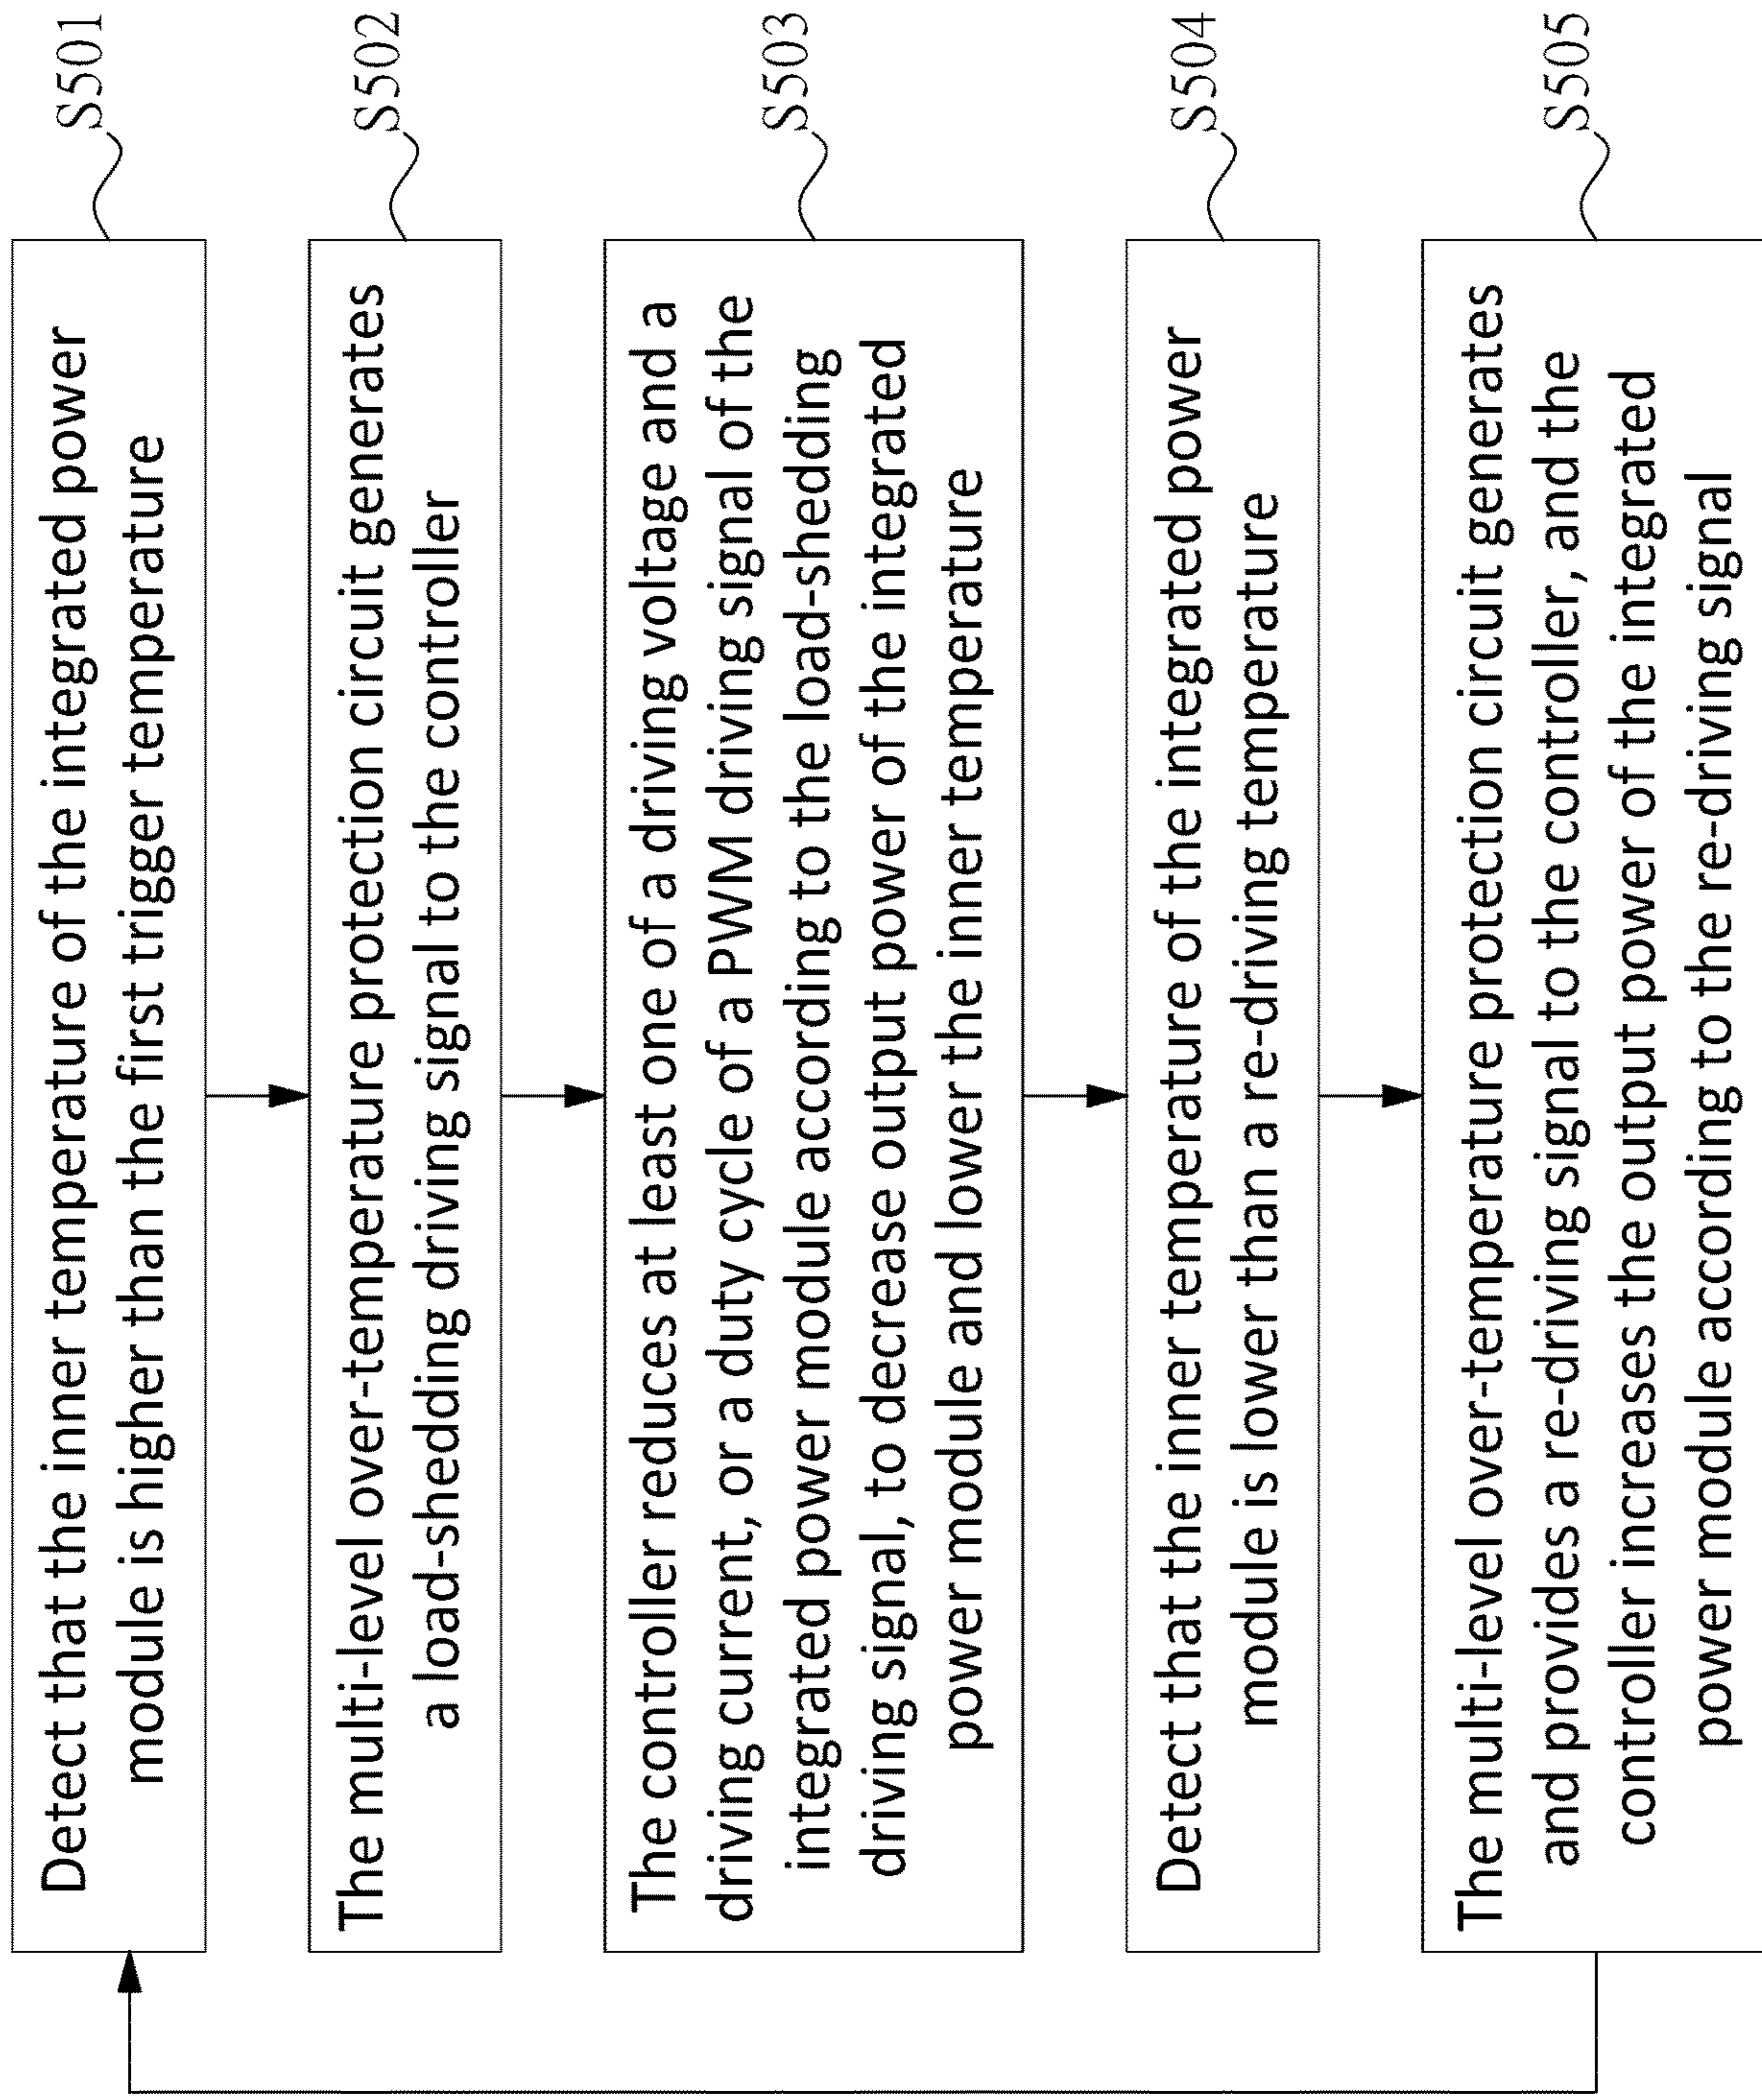 Detect that the inner temperature of the integrated power
module is higher than the first trigger temperature
S501
The multi-level over-temperature protection circuit generates
a load-shedding driving signal to the controller
S502
The controller reduces at least one of a driving voltage and a
driving current, or a duty cycle of a PWM driving signal of the
integrated power module according to the load-shedding
driving signal, to decrease output power of the integrated
power module and lower the inner temperature
S503
Detect that the inner temperature of the integrated power
module is lower than a re-driving temperature
S504
The multi-level over-temperature protection circuit generates
and provides a re-driving signal to the controller, and the
controller increases the output power of the integrated
power module according to the re-driving signal
S505